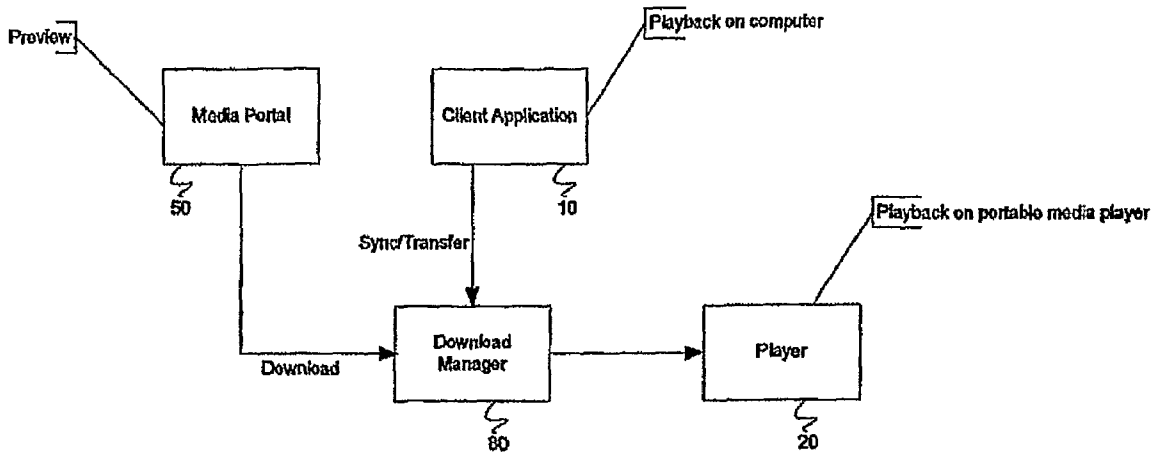 Preview
Playback on computer
Media Portal
Client Application
50
10
Playback on portable media player
Sync/Transfer
Download
Manager
Player
Download
80
20